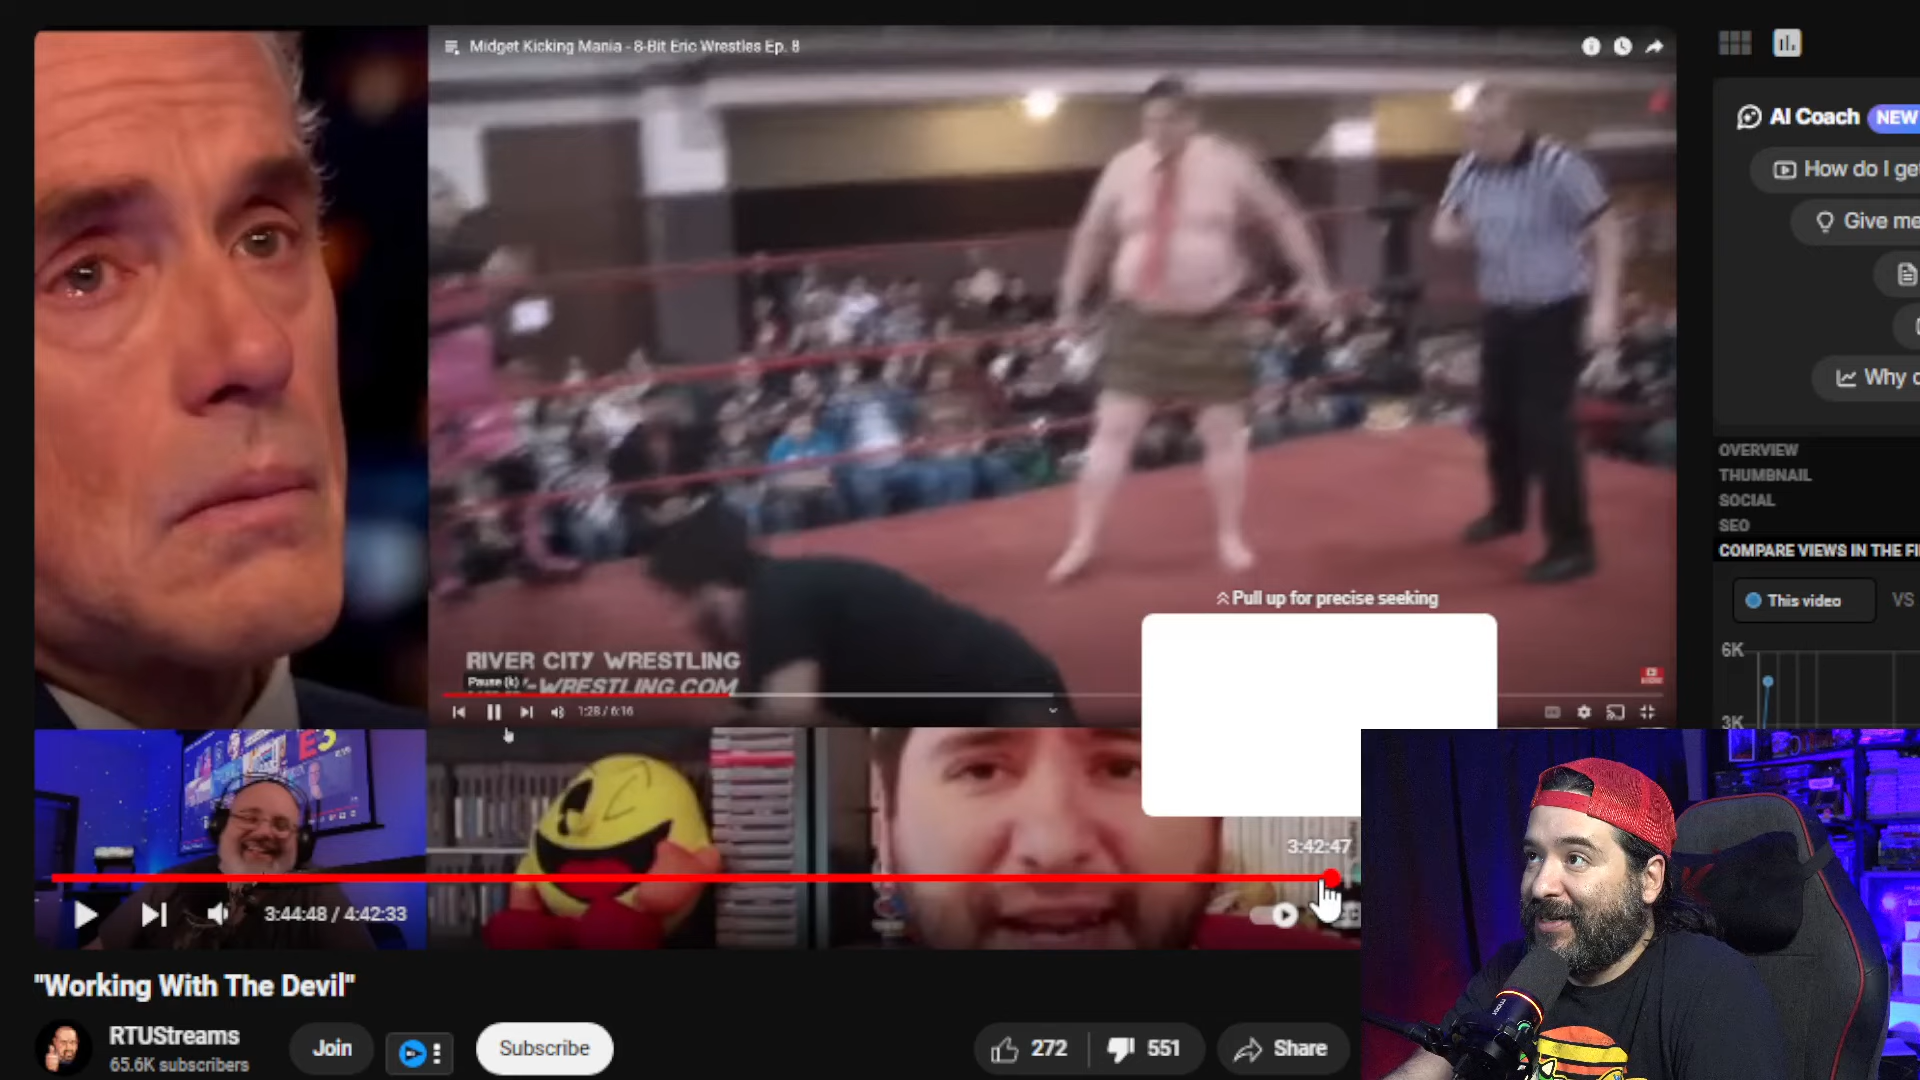 Midget Kicking Mania - 8-Bit Eric Wrestles Ep. 8
AI Coach NEW
How do I get
Give me
Why
OVERVIEW
THUMBNAIL
SOCIAL
SEO
COMPARE VIEWS IN THE FI
This video VS
6K
3K
Pull up for precise seeking
RIVER CITY WRESTLING
Pause (k)
WRESTLING.COM
1:28 / 6:16
E3
3:42:47
3:44:48 / 4:42:33
"Working With The Devil"
RTUStreams
65.6K subscribers
Join
Subscribe
272
551
Share